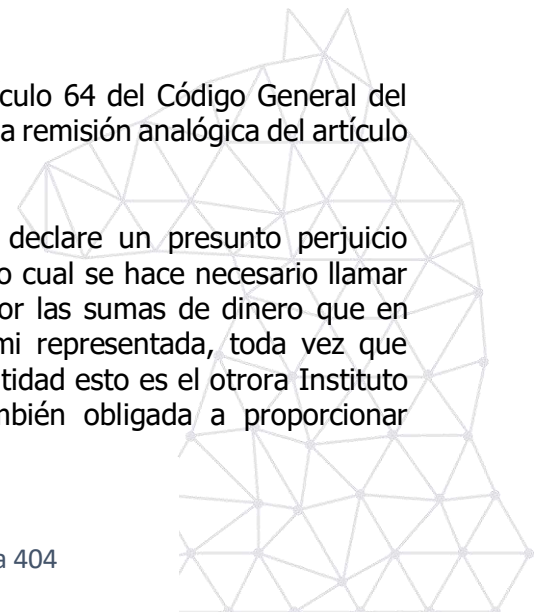 culo 64 del Código General del
a remisión analógica del artículo
declare un presunto perjuicio
o cual se hace necesario llamar
or las sumas de dinero que en
mi representada, toda vez que
tidad esto es el otrora Instituto
mbién obligada a proporcionar
a 404